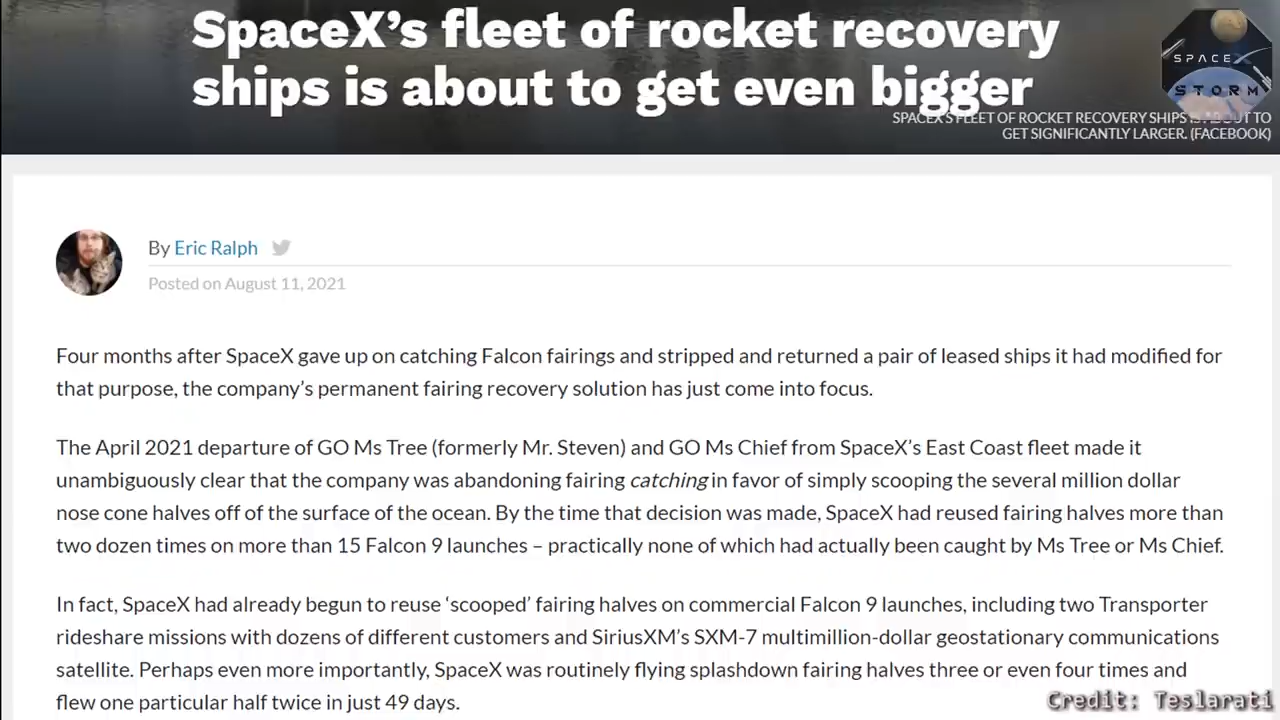 SpaceX’s fleet of rocket recovery
ships is about to get even bigger
SPACEX
STORM
SPACEX'S FLEET OF ROCKET RECOVERY SHIPS IS ABOUT TO
GET SIGNIFICANTLY LARGER. (FACEBOOK)
By Eric Ralph
Posted on August 11, 2021
Four months after SpaceX gave up on catching Falcon fairings and stripped and returned a pair of leased ships it had modified for
that purpose, the company’s permanent fairing recovery solution has just come into focus.
The April 2021 departure of GO Ms Tree (formerly Mr. Steven) and GO Ms Chief from SpaceX’s East Coast fleet made it
unambiguously clear that the company was abandoning fairing catching in favor of simply scooping the several million dollar
nose cone halves off of the surface of the ocean. By the time that decision was made, SpaceX had reused fairing halves more than
two dozen times on more than 15 Falcon 9 launches – practically none of which had actually been caught by Ms Tree or Ms Chief.
In fact, SpaceX had already begun to reuse ‘scooped’ fairing halves on commercial Falcon 9 launches, including two Transporter
rideshare missions with dozens of different customers and SiriusXM’s SXM-7 multimillion-dollar geostationary communications
satellite. Perhaps even more importantly, SpaceX was routinely flying splashdown fairing halves three or even four times and
flew one particular half twice in just 49 days.
Credit: Teslarati